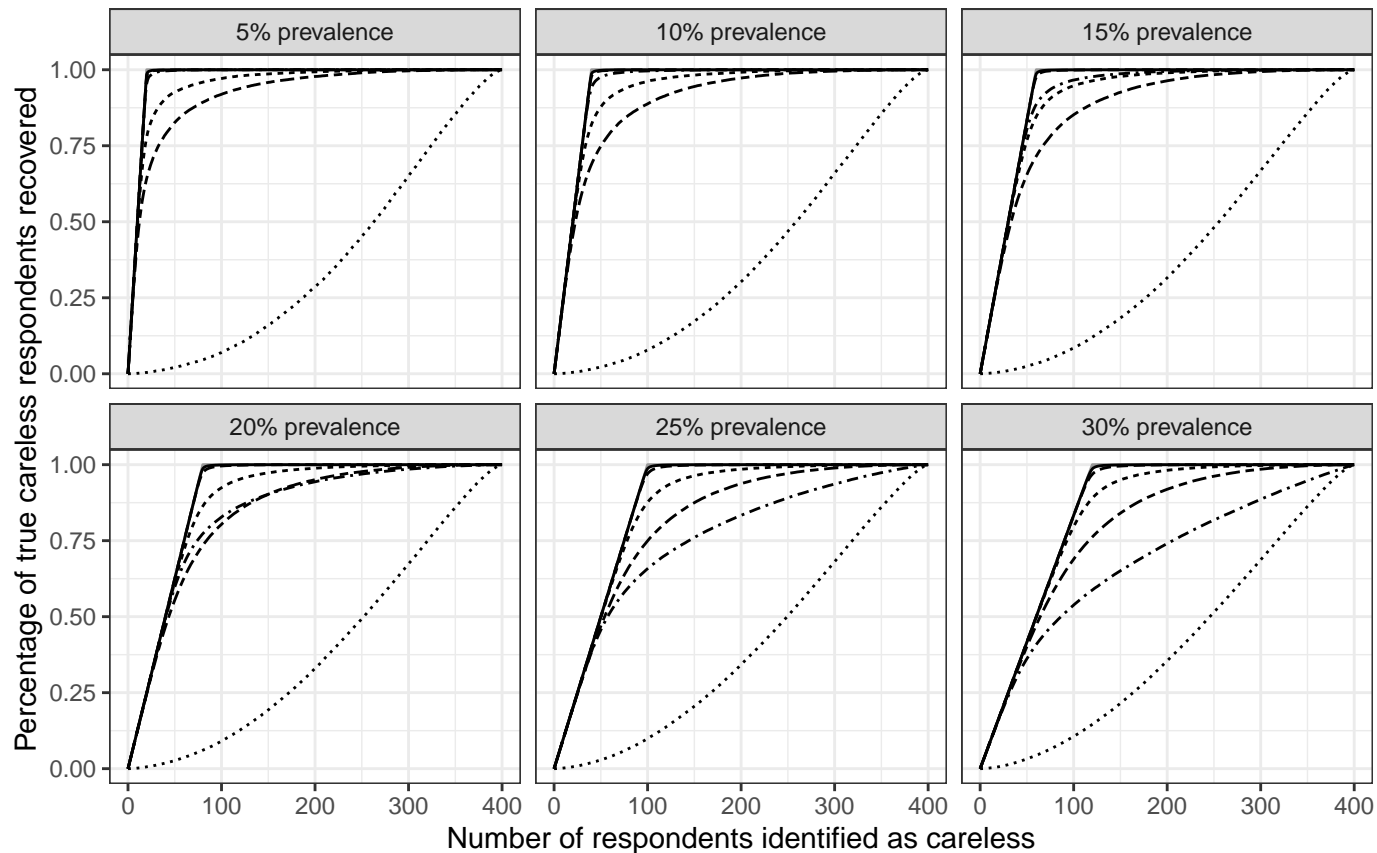 5% prevalence
10% prevalence
15% prevalence
1.00
0.75
0.50
0.25
0.00
20% prevalence
25% prevalence
30% prevalence
1.00
0.75
0.50
0.25
0.00
0 100 200 300 400
0 100 200 300 400
0 100 200 300 400
Number of respondents identified as careless
Percentage of true careless respondents recovered